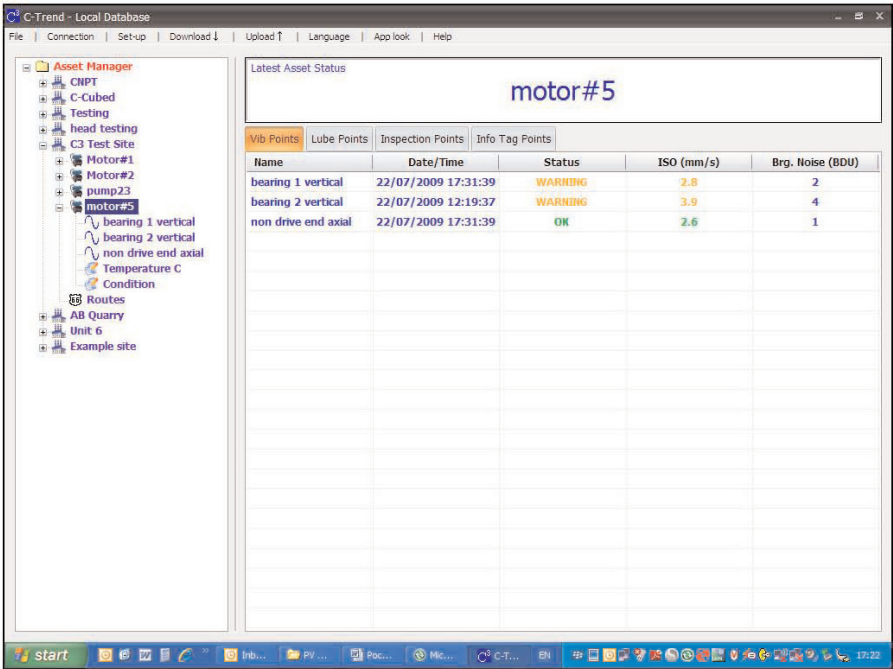 C-Trend - Local Database
File | Connection | Set-up | Download↓ | Upload↑ | Language | App look | Help
Asset Manager
CNPT
C-Cubed
Testing
head testing
C3 Test Site
Motor#1
Motor#2
pump23
motor#5
bearing 1 vertical
bearing 2 vertical
non drive end axial
Temperature C
Condition
Routes
AB Quarry
Unit 6
Example site
Latest Asset Status
motor#5
Vib Points Lube Points Inspection Points Info Tag Points
Name Date/Time Status ISO (mm/s) Brg. Noise (BDU)
bearing 1 vertical 22/07/2009 17:31:39 WARNING 2.8 2
bearing 2 vertical 22/07/2009 12:19:37 WARNING 3.9 4
non drive end axial 22/07/2009 17:31:39 OK 2.6 1
start Inb... PV ... Poc... Mic... C-T... EN 17:22